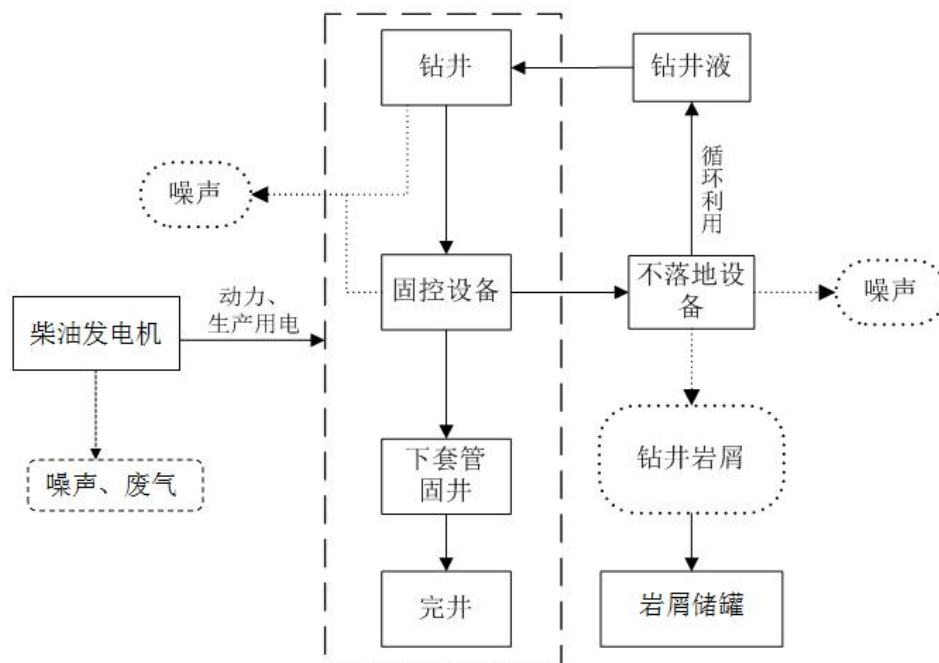 钻井
钻井液
循环利用
噪声
固控设备
不落地设
备
噪声
动力、
生产用电
柴油发电机
噪声、废气
下套管
固井
钻井岩屑
完井
岩屑储罐